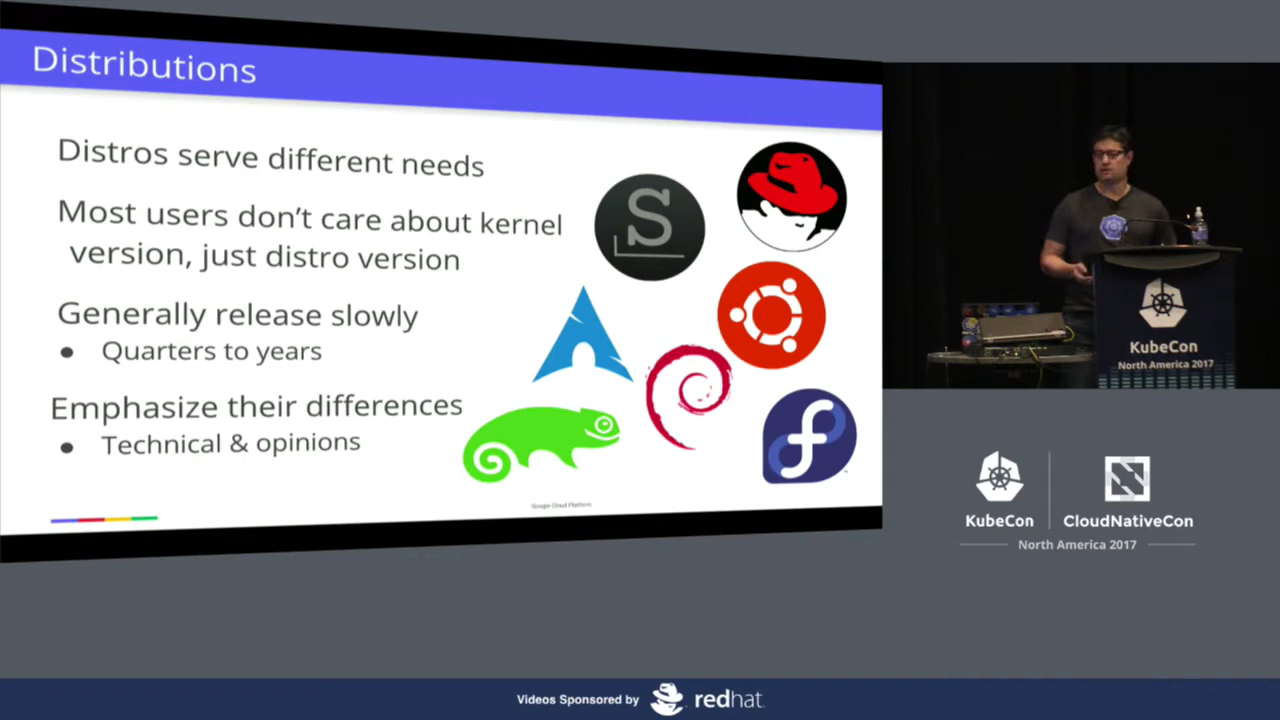 Distributions
Distros serve different needs
Most users don't care about kernel
version, just distro version
Generally release slowly
● Quarters to years
Emphasize their differences
● Technical & opinions
S
Google Cloud Platform
KubeCon
North America 2017
KubeCon
CloudNativeCon
North America 2017
Videos Sponsored by
redhat